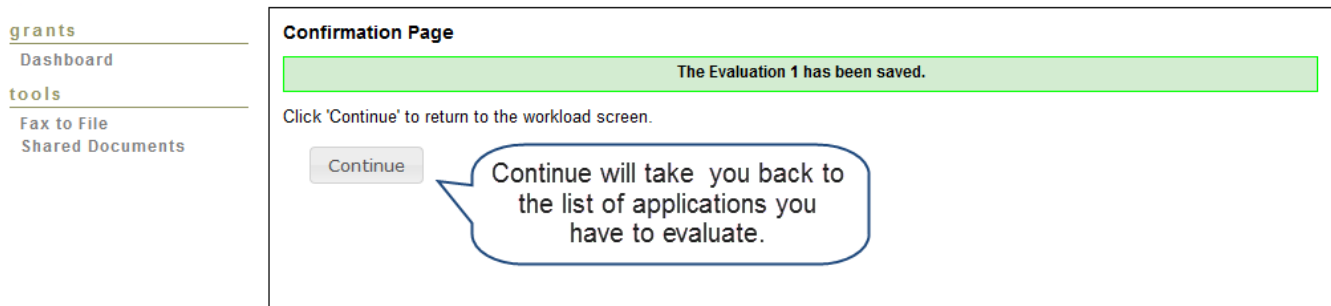 grants
Dashboard
tools
Fax to File
Shared Documents
Confirmation Page
The Evaluation 1 has been saved.
Click 'Continue' to return to the workload screen.
Continue
Continue will take you back to
the list of applications you
have to evaluate.